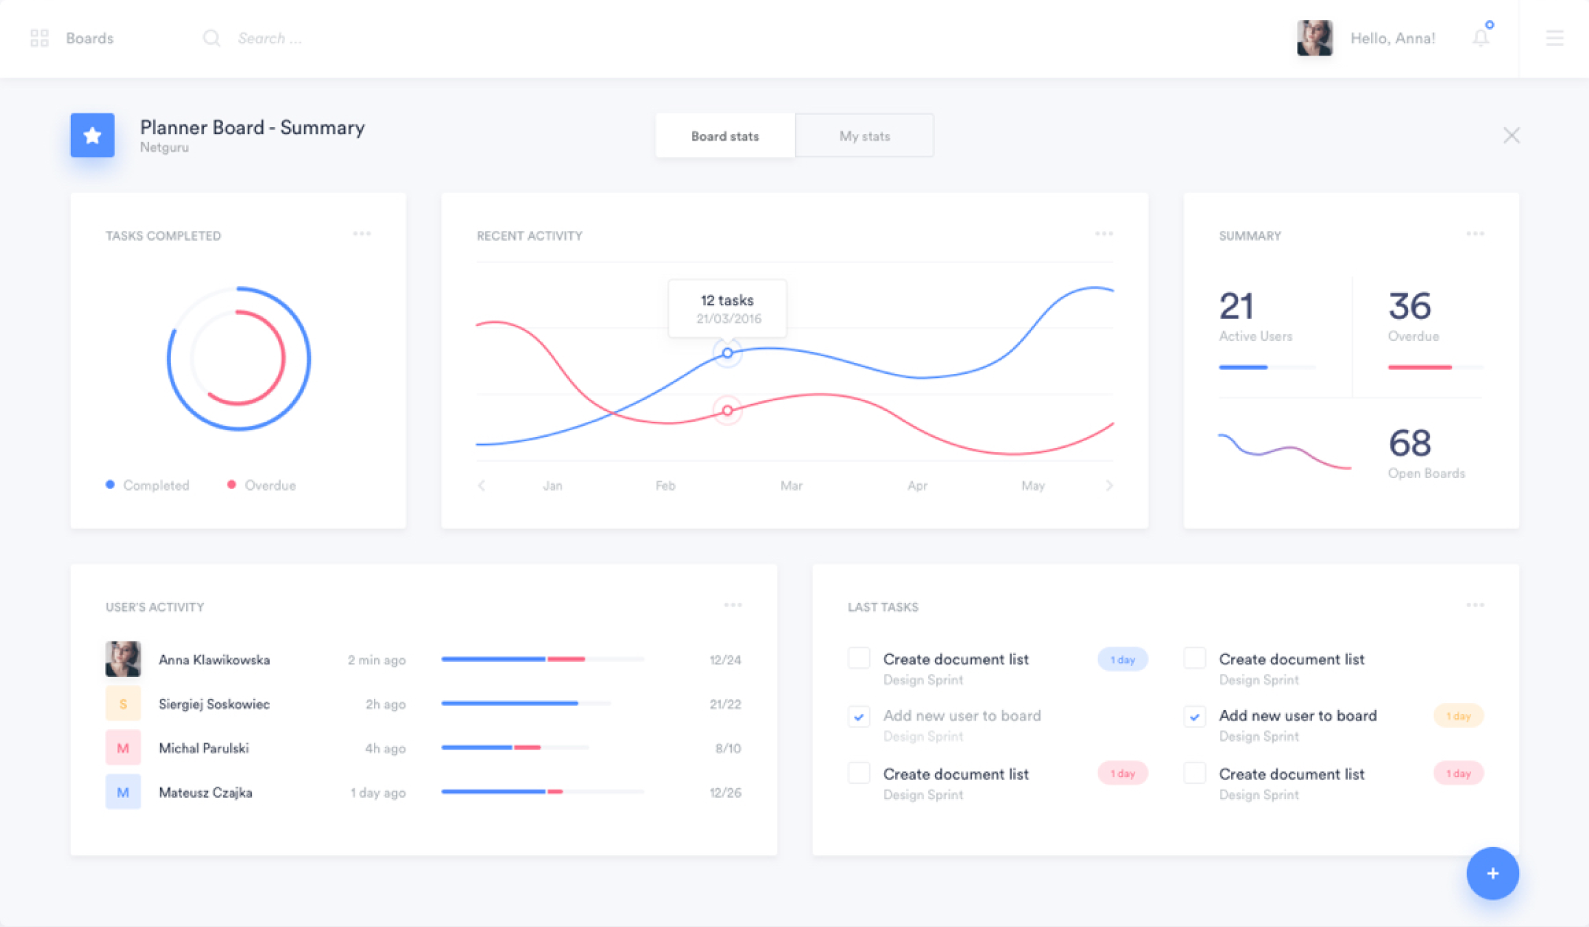 Boards
Search ...
Hello, Anna!
Planner Board - Summary
Netguru
Board stats
My stats
TASKS COMPLETED
Completed
Overdue
RECENT ACTIVITY
12 tasks
21/03/2016
Jan
Feb
Mar
Apr
May
SUMMARY
21
Active Users
36
Overdue
68
Open Boards
USER'S ACTIVITY
Anna Klawikowska 2 min ago 12/24
S Siergiej Soskowiec 2h ago 21/22
M Michal Parulski 4h ago 8/10
M Mateusz Czajka 1 day ago 12/26
LAST TASKS
Create document list 1 day
Design Sprint
Add new user to board
Design Sprint
Create document list 1 day
Design Sprint
Create document list
Design Sprint
Add new user to board 1 day
Design Sprint
Create document list 1 day
Design Sprint
+